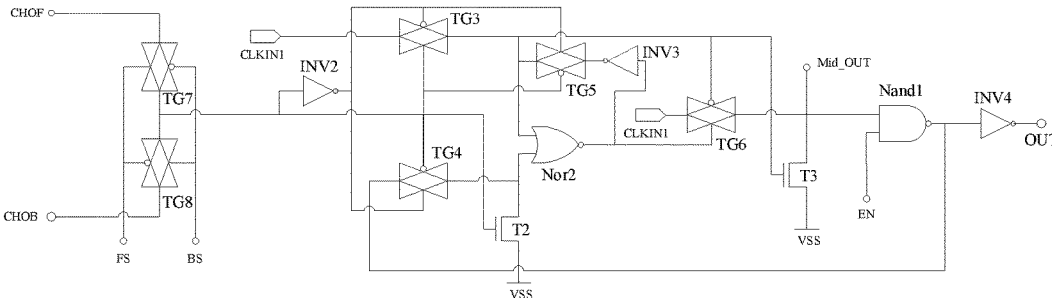 CHOF
TG3
CLKIN1
INV3
INV2
Mid_OUT
TG7
TG5
Nand1
INV4
CLKIN1
TG4
TG6
OUT
TG8
Nor2
T3
CHOB
EN
T2
FS
BS
VSS
VSS